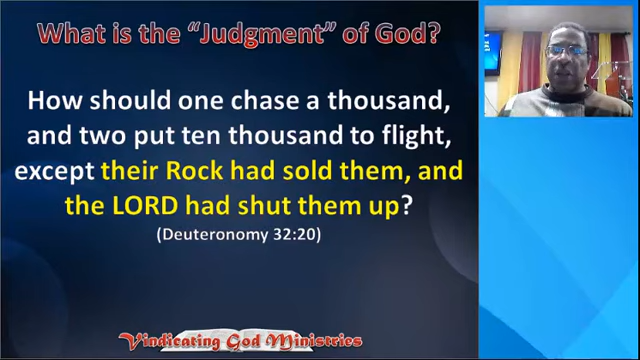 What is the “Judgment” of God?
How should one chase a thousand,
and two put ten thousand to flight,
except their Rock had sold them, and
the LORD had shut them up?
(Deuteronomy 32:20)
Vindicating God Ministries